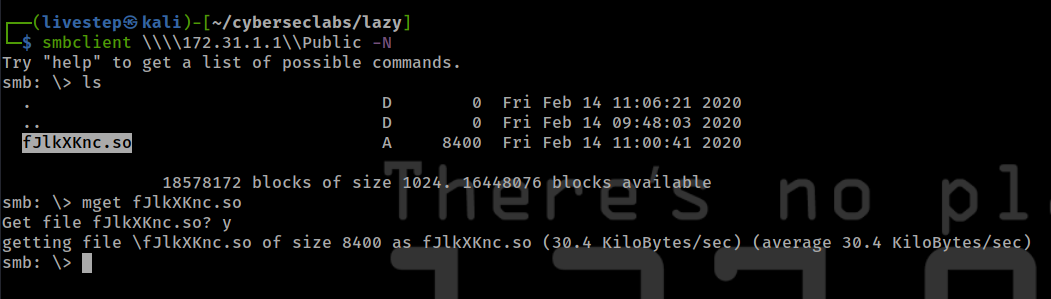 ┌──(livestep㉿kali)-[~/cyberseclabs/lazy]
└─$ smbclient \\\\172.31.1.1\\Public -N
Try "help" to get a list of possible commands.
smb: \> ls
  .                                   D        0  Fri Feb 14 11:06:21 2020
  ..                                  D        0  Fri Feb 14 09:48:03 2020
  fJlkXKnc.so                         A     8400  Fri Feb 14 11:00:41 2020
                18578172 blocks of size 1024. 16448076 blocks available
There's no pl
smb: \> mget fJlkXKnc.so
Get file fJlkXKnc.so? y
getting file \fJlkXKnc.so of size 8400 as fJlkXKnc.so (30.4 KiloBytes/sec) (average 30.4 KiloBytes/sec)
smb: \>